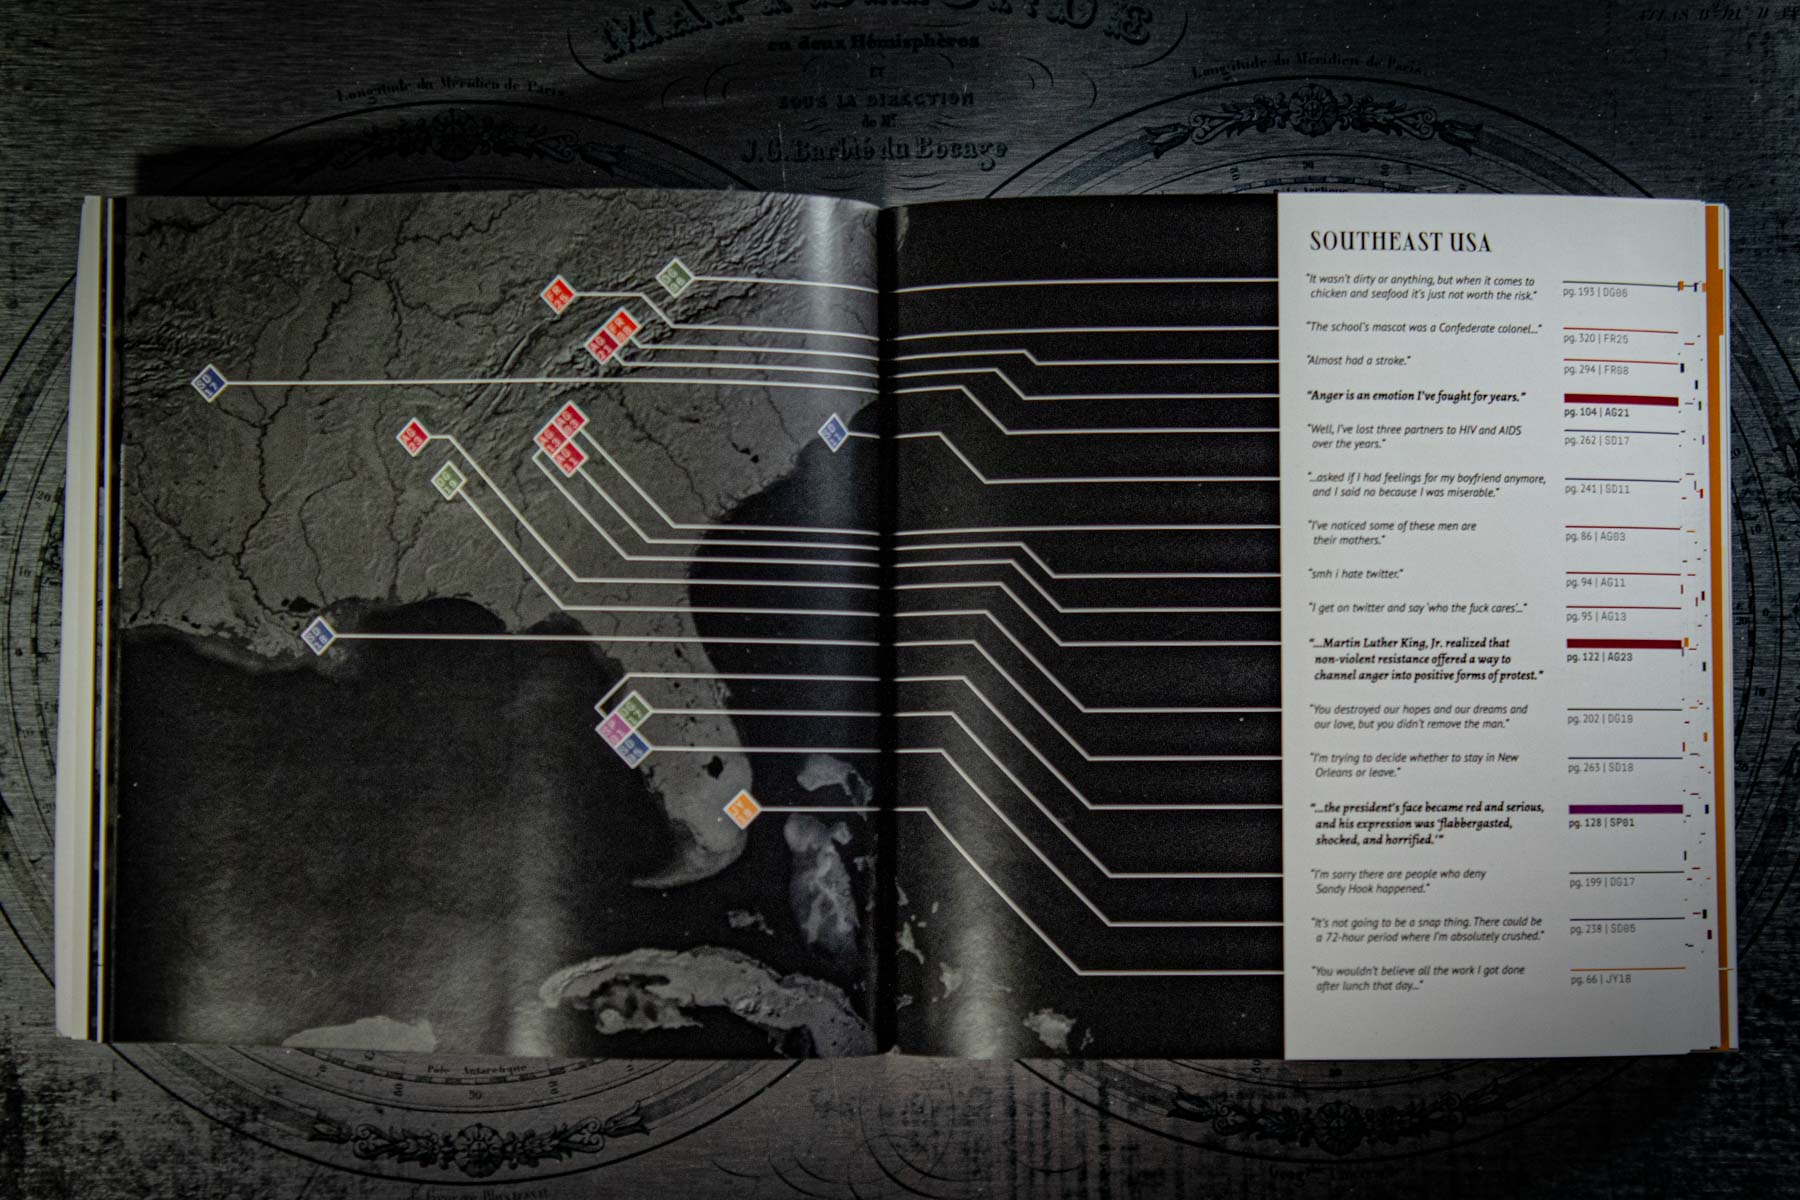 en deux Hémisphères
ET
SOUS LA DIRECTION
de Mr.
J.G. Barbié du Bocage
Longitude du Méridien de Paris
Longitude du Méridien de Paris
SOUTHEAST USA
"It wasn't dirty or anything, but when it comes to
chicken and seafood it's just not worth the risk."
pg. 193 | DG06
"The school's mascot was a Confederate colonel..."
pg. 320 | FR25
"Almost had a stroke."
pg. 294 | FR08
"Anger is an emotion I've fought for years."
pg. 104 | AG21
"Well, I've lost three partners to HIV and AIDS
over the years."
pg. 262 | SD17
"...asked if I had feelings for my boyfriend anymore,
and I said no because I was miserable."
pg. 241 | SD11
"I've noticed some of these men are
their mothers."
pg. 86 | AG03
"smh i hate twitter."
pg. 94 | AG11
"I get on twitter and say 'who the fuck cares'..."
pg. 95 | AG13
"...Martin Luther King, Jr. realized that
non-violent resistance offered a way to
channel anger into positive forms of protest."
pg. 122 | AG23
"You destroyed our hopes and our dreams and
our love, but you didn't remove the man."
pg. 202 | DG19
"I'm trying to decide whether to stay in New
Orleans or leave."
pg. 263 | SD18
"...the president's face became red and serious,
and his expression was 'flabbergasted,
shocked, and horrified.'"
pg. 128 | SP01
"I'm sorry there are people who deny
Sandy Hook happened."
pg. 199 | DG17
"It's not going to be a snap thing. There could be
a 72-hour period where I'm absolutely crushed."
pg. 238 | SD05
"You wouldn't believe all the work I got done
after lunch that day..."
pg. 66 | JY18
Pôle Antarctique